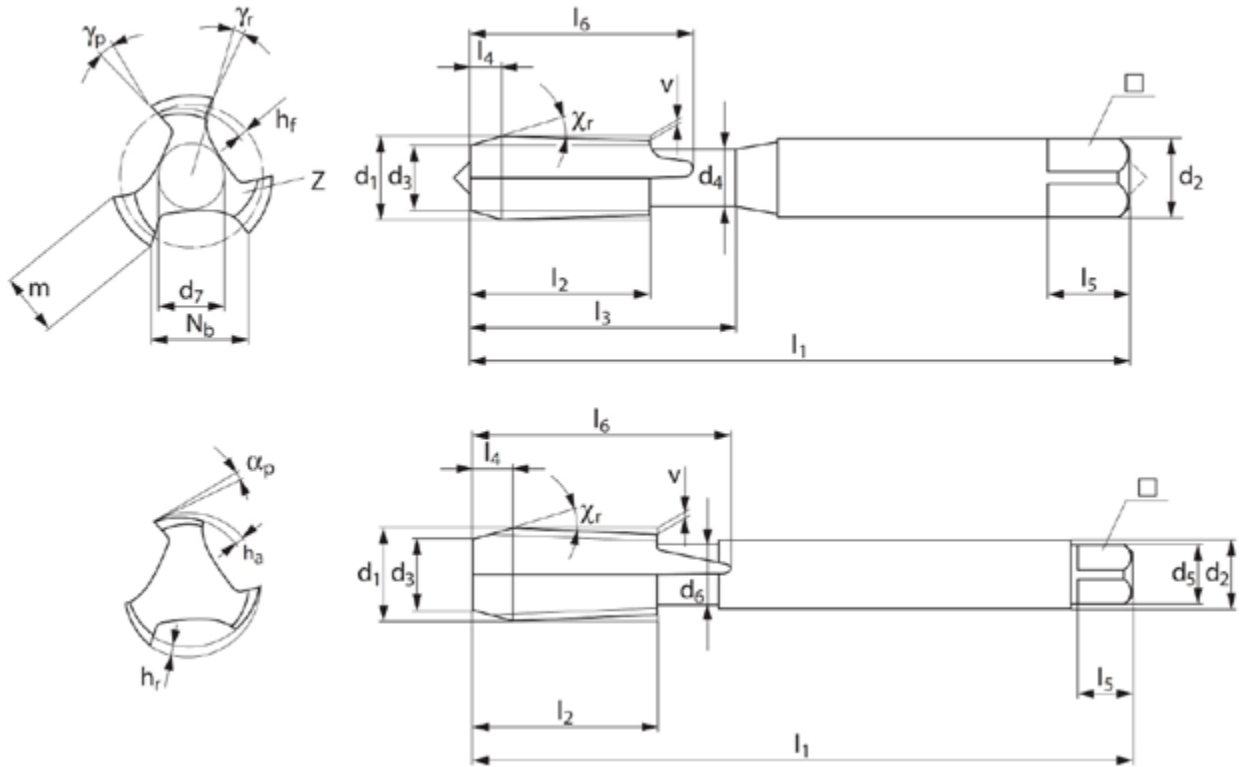 γp
γr
hf
Z
m
d7
Nb
l6
l4
v
χr
d1
d3
d4
d2
l2
l5
l3
l1
αp
ha
hr
l6
l4
v
χr
d1
d3
d6
d5
d2
l5
l2
l1